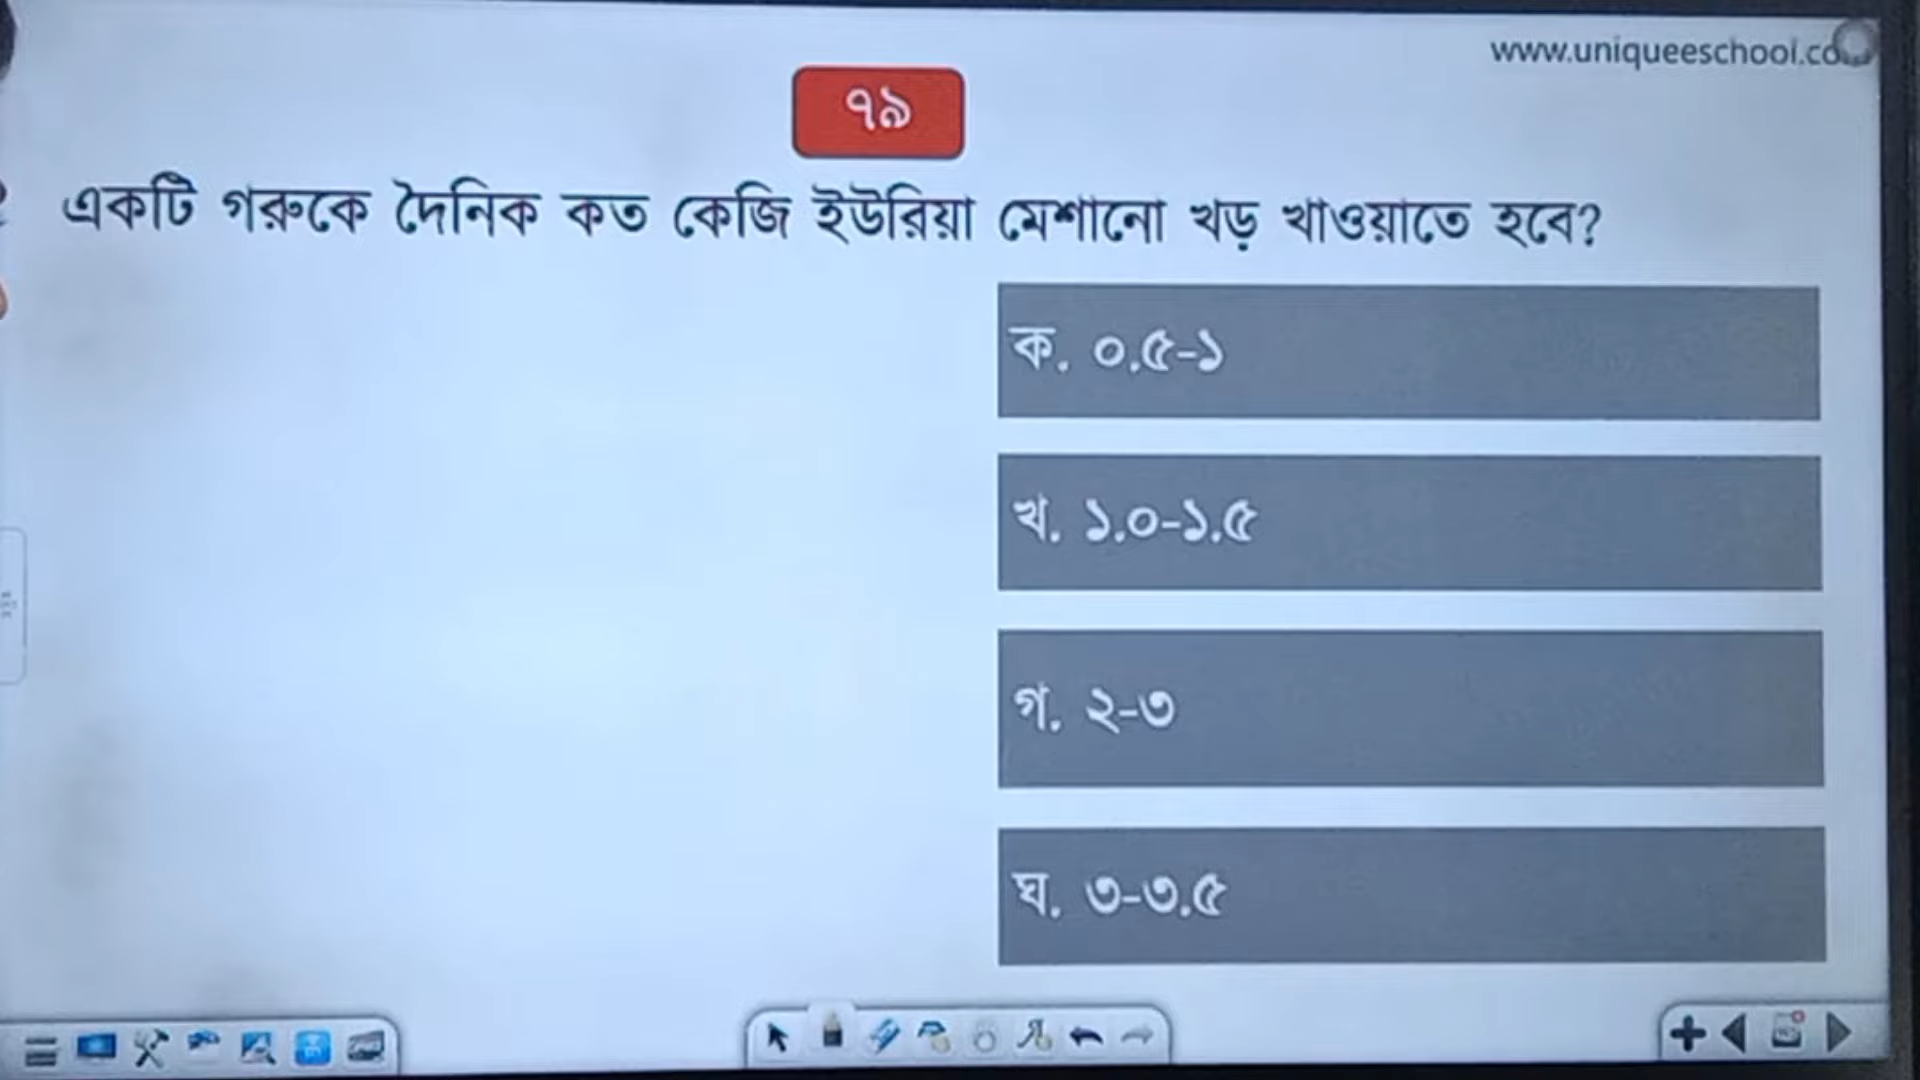 www.uniqueeschool.co
৭৯
একটি গরুকে দৈনিক কত কেজি ইউরিয়া মেশানো খড় খাওয়াতে হবে?
ক. ০.৫-১
খ. ১.০-১.৫
গ. ২-৩
ঘ. ৩-৩.৫